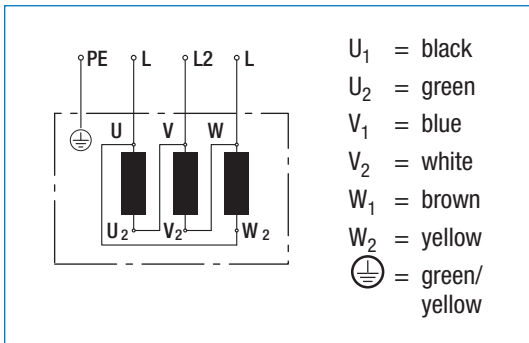 PE L L2 L
U V W
U2 V2 W2
U1 = black
U2 = green
V1 = blue
V2 = white
W1 = brown
W2 = yellow
= green/
yellow